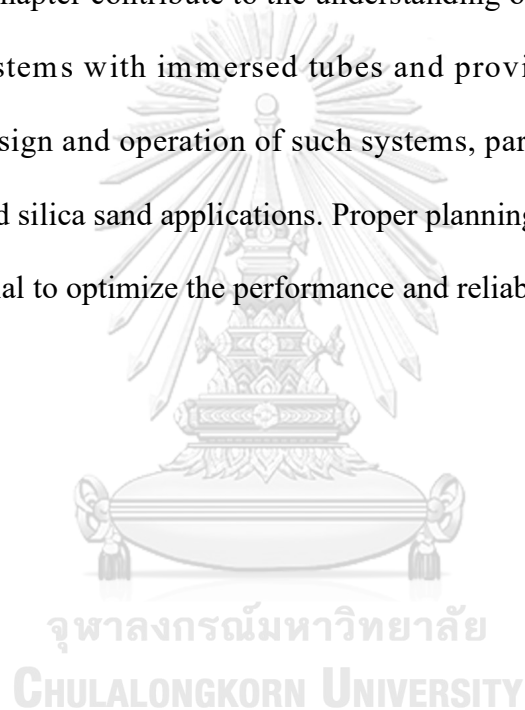 hapter contribute to the understanding o
stems with immersed tubes and provi
sign and operation of such systems, par
d silica sand applications. Proper planning
al to optimize the performance and reliab
จุฬาลงกรณ์มหาวิทยาลัย
CHULALONGKORN UNIVERSITY